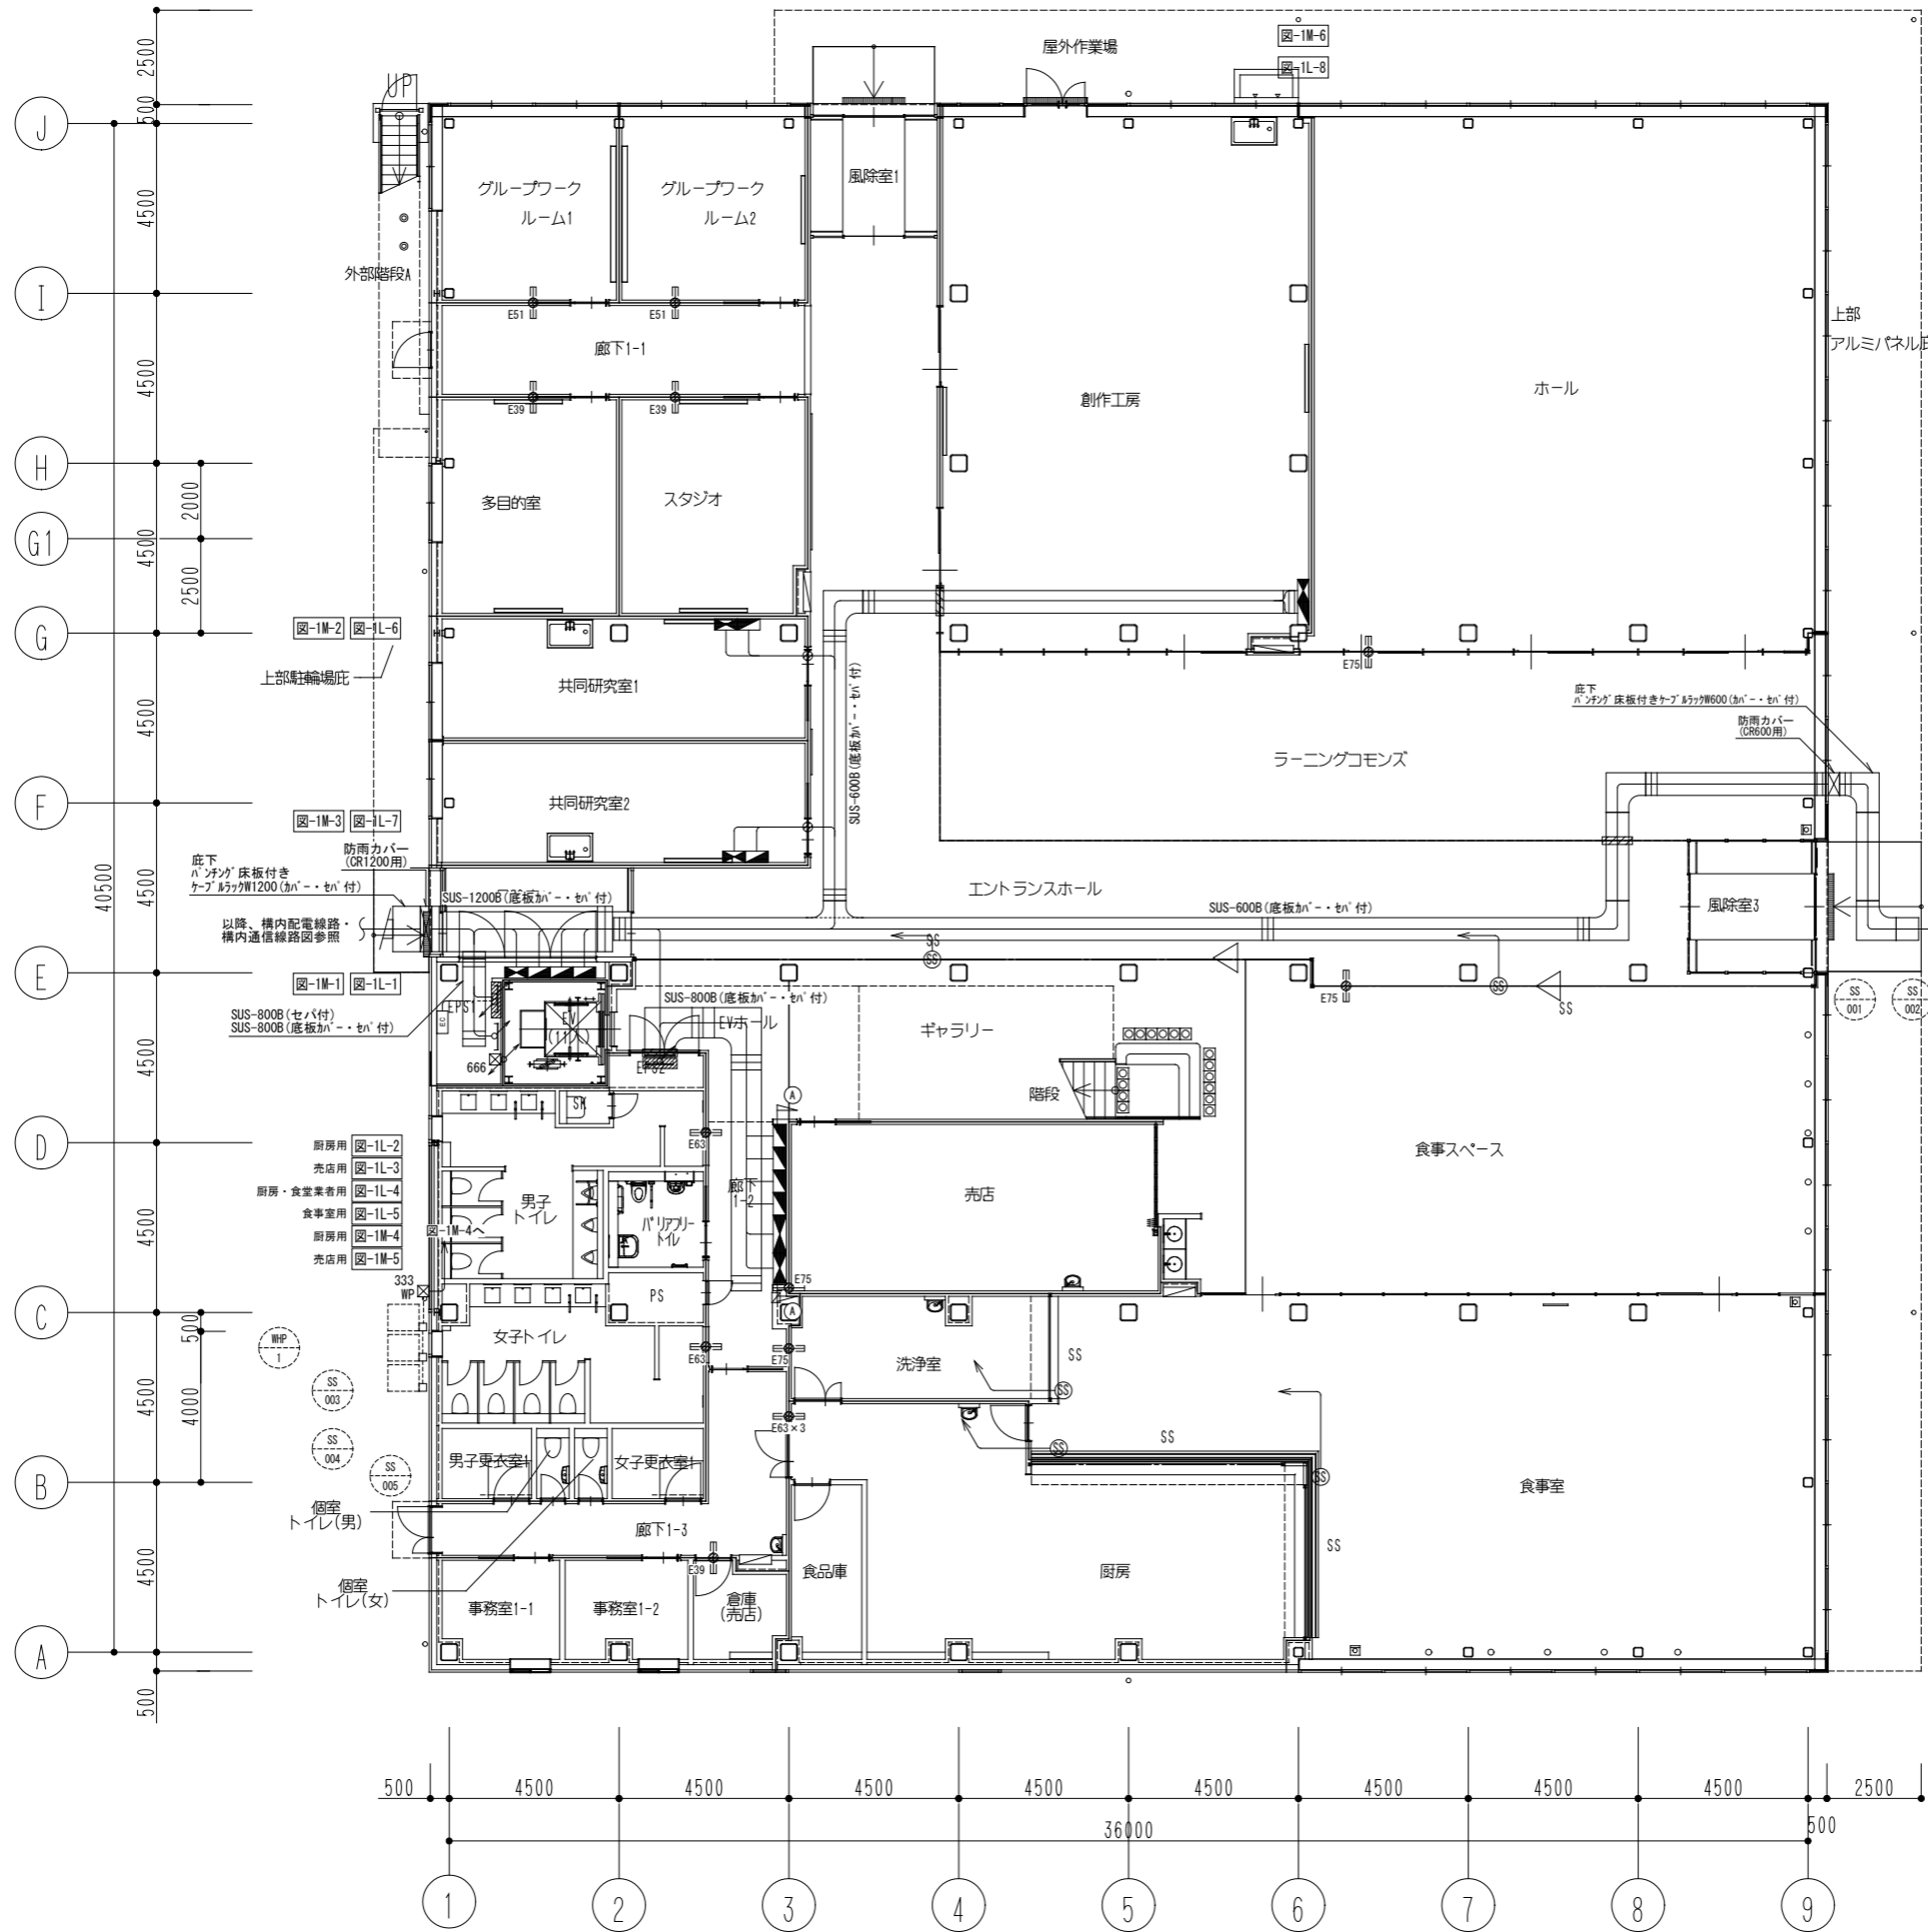 屋外作業場
図-1M-6
図-1L-8
2500
500
4500
4500
2000
4500
2500
4500
4500
4500
4500
500
4500
4000
4500
500
40500
J
I
H
G1
G
F
E
D
C
B
A
UP
外部階段A
グループワーク
ルーム1
グループワーク
ルーム2
風除室1
E51
E51
廊下1-1
E39
E39
多目的室
スタジオ
創作工房
ホール
上部
アルミパネル庇
図-1M-2
図-1L-6
上部駐輪場庇
共同研究室1
共同研究室2
SUS-600B(底板カバー・セパ付)
E75
庇下
パンチング床板付きケーブルラックW600(カバー・セパ付)
防雨カバー
(CR600用)
ラーニングコモンズ
図-1M-3
図-1L-7
庇下
パンチング床板付き
ケーブルラックW1200(カバー・セパ付)
防雨カバー
(CR1200用)
以降、構内配電線路・
構内通信線路図参照
SUS-1200B(底板カバー・セパ付)
エントランスホール
SUS-600B(底板カバー・セパ付)
風除室3
図-1M-1
図-1L-1
SUS-800B(セパ付)
SUS-800B(底板カバー・セパ付)
EPS1
EC
EV
666
SUS-800B(底板カバー・セパ付)
EVホール
EPS2
SS
SS
SS
SS
E75
SS
001
SS
002
ギャラリー
階段
A
SK
E63
厨房用 図-1L-2
売店用 図-1L-3
厨房・食堂業者用 図-1L-4
食事室用 図-1L-5
厨房用 図-1M-4
売店用 図-1M-5
図-1M-4へ
男子
トイレ
バリアフリー
トイレ
廊下
1-2
売店
食事スペース
333
WP
PS
E75
A
女子トイレ
E63
E75
洗浄室
SS
SS
WHP
1
SS
003
SS
004
SS
005
E63×3
SS
SS
SS
SS
男子更衣室1
女子更衣室1
個室
トイレ(男)
廊下1-3
個室
トイレ(女)
E39
事務室1-1
事務室1-2
倉庫
(売店)
食品庫
厨房
食事室
500
4500
4500
4500
4500
4500
4500
4500
4500
2500
36000
500
1
2
3
4
5
6
7
8
9